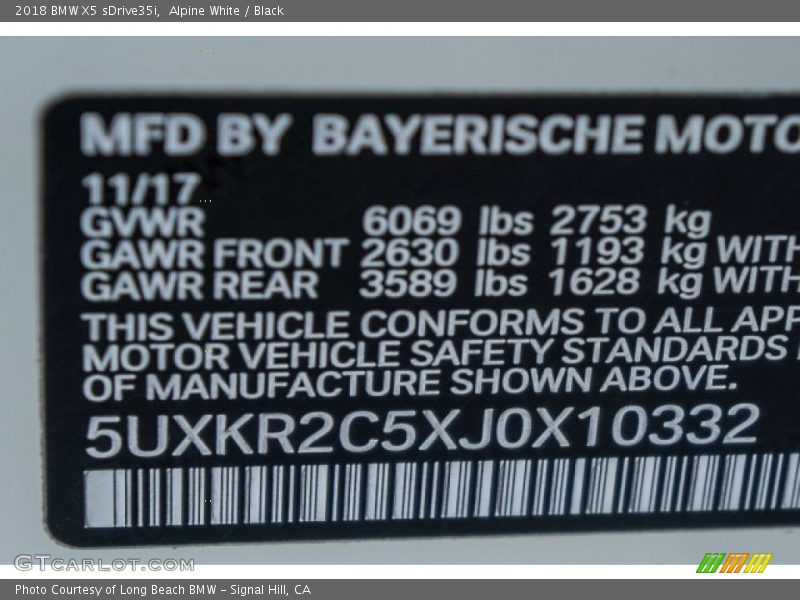 2018 BMW X5 sDrive35i,  Alpine White / Black
MFD BY BAYERISCHE MOTO
11/17
GVWR 6069 lbs 2753 kg
GAWR FRONT 2630 lbs 1193 kg WITH
GAWR REAR 3589 lbs 1628 kg WITH
THIS VEHICLE CONFORMS TO ALL APP
MOTOR VEHICLE SAFETY STANDARDS
OF MANUFACTURE SHOWN ABOVE.
5UXKR2C5XJ0X10332
GTCARLOT.COM
Photo Courtesy of Long Beach BMW - Signal Hill, CA